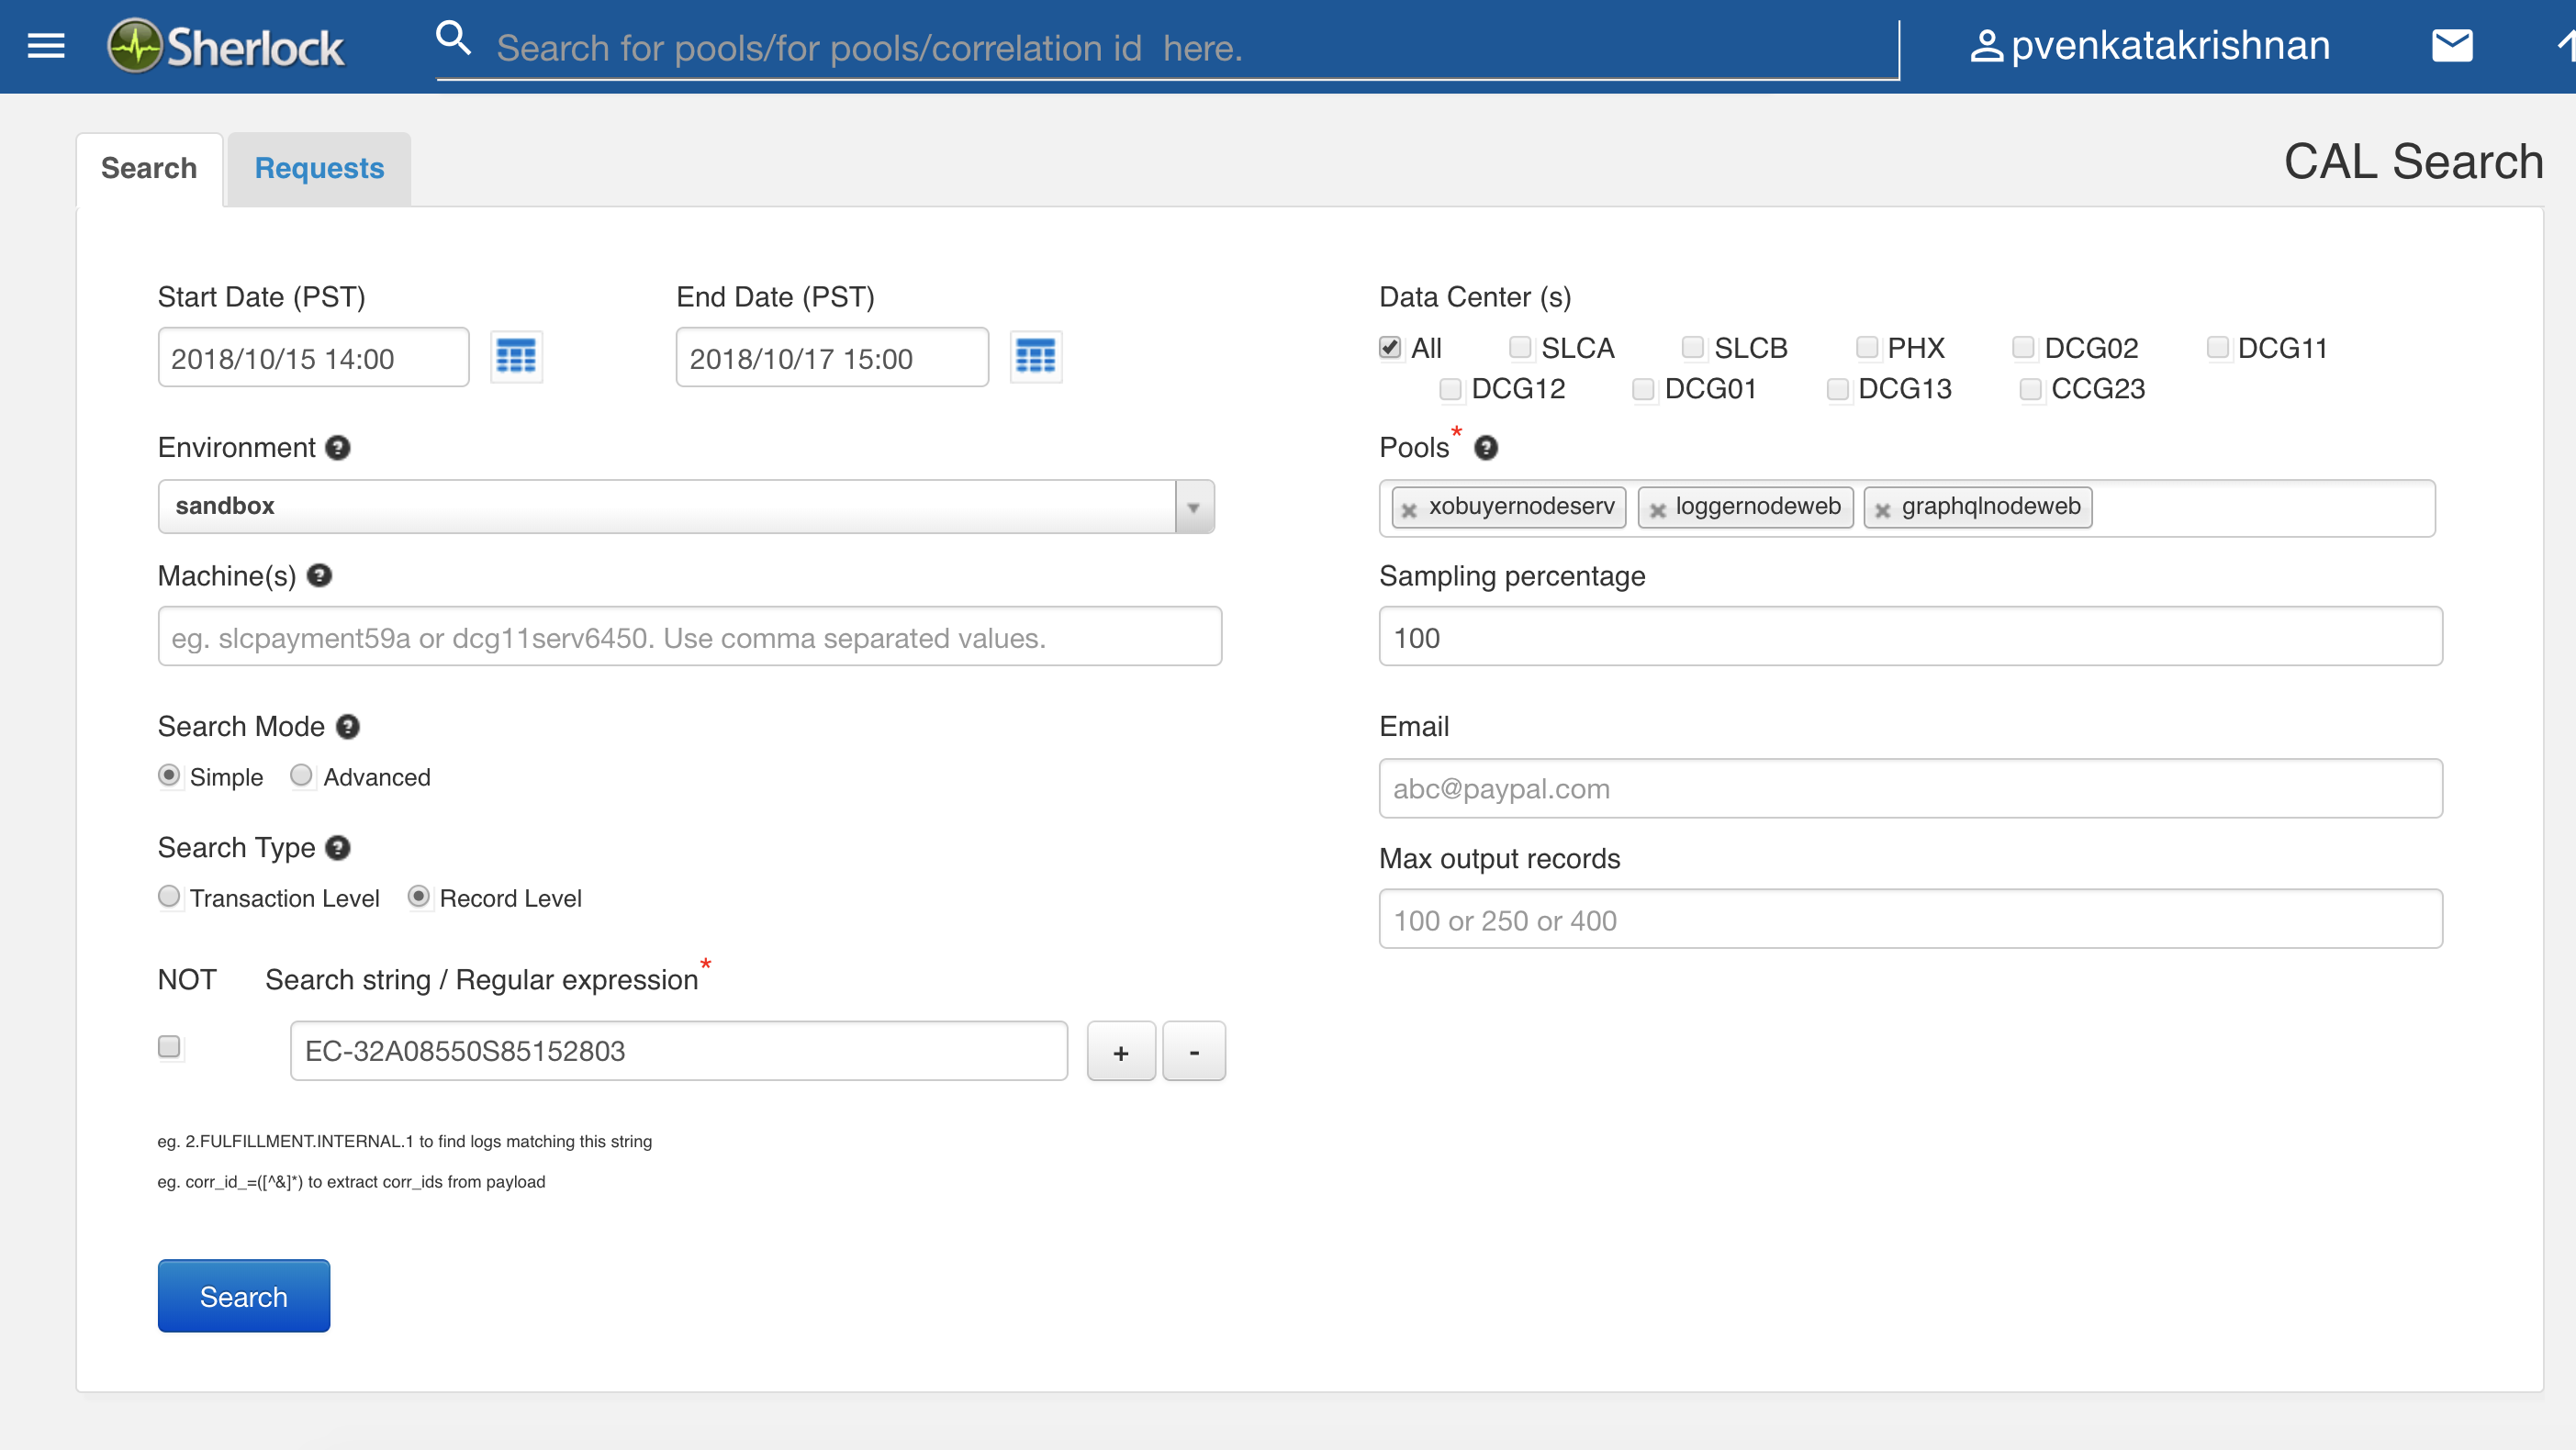 Sherlock
Search for pools/for pools/correlation id  here.
pvenkatakrishnan
Search
Requests
CAL Search
Start Date (PST)
End Date (PST)
2018/10/15 14:00
2018/10/17 15:00
Environment ?
sandbox
Machine(s) ?
eg. slcpayment59a or dcg11serv6450. Use comma separated values.
Search Mode ?
Simple
Advanced
Search Type ?
Transaction Level
Record Level
NOT
Search string / Regular expression*
EC-32A08550S85152803
+
-
eg. 2.FULFILLMENT.INTERNAL.1 to find logs matching this string
eg. corr_id_=([^&]*) to extract corr_ids from payload
Search
Data Center (s)
All SLCA SLCB PHX DCG02 DCG11
DCG12 DCG01 DCG13 CCG23
Pools* ?
xobuyernodeserv
loggernodeweb
graphqlnodeweb
Sampling percentage
100
Email
abc@paypal.com
Max output records
100 or 250 or 400